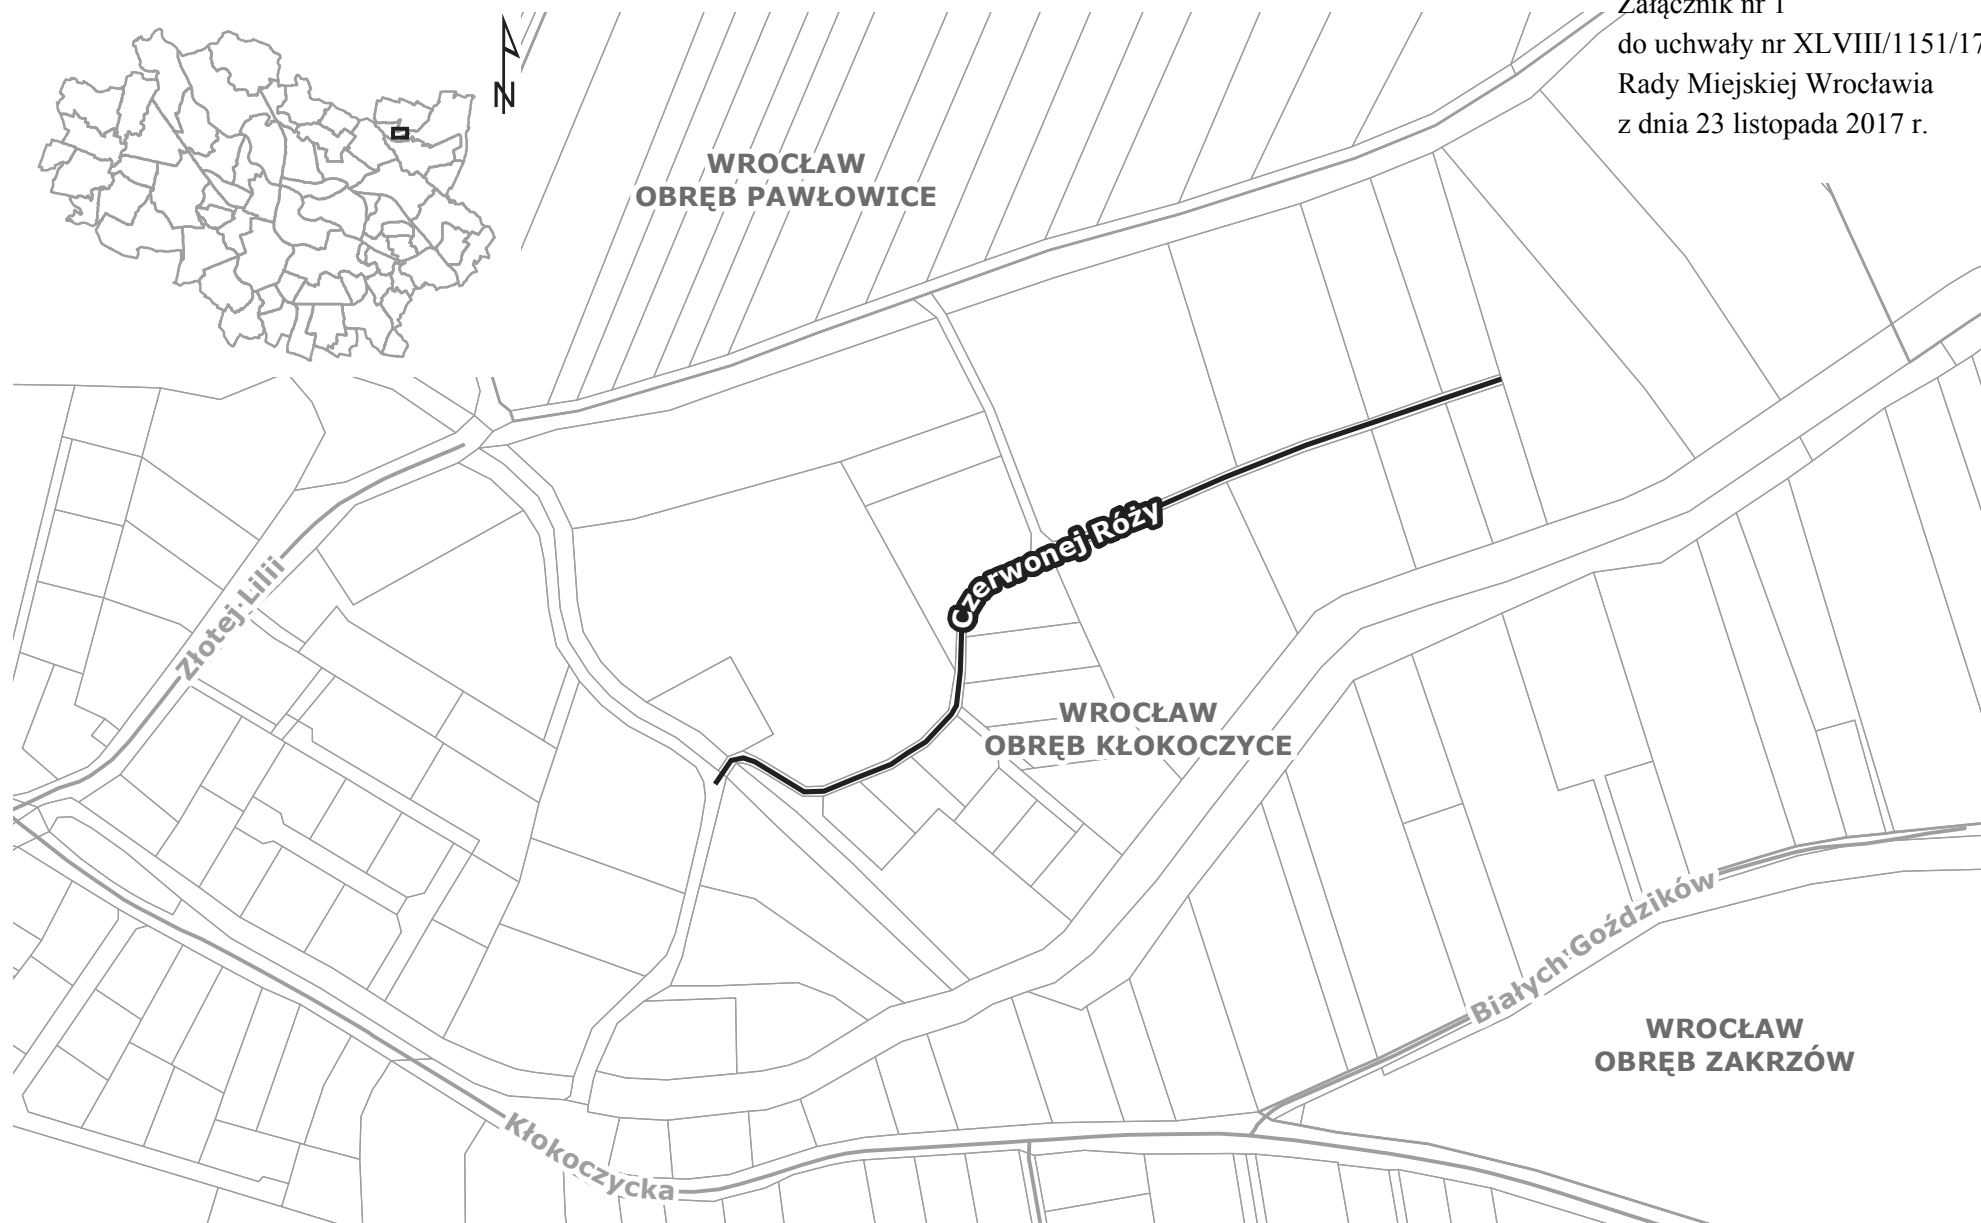 Załącznik nr 1
do uchwały nr XLVIII/1151/17
Rady Miejskiej Wrocławia
z dnia 23 listopada 2017 r.
N
WROCŁAW
OBRĘB PAWŁOWICE
Czerwonej Róży
Złotej Lilii
WROCŁAW
OBRĘB KŁOKOCZYCE
Białych Goździków
WROCŁAW
OBRĘB ZAKRZÓW
Kłokoczycka